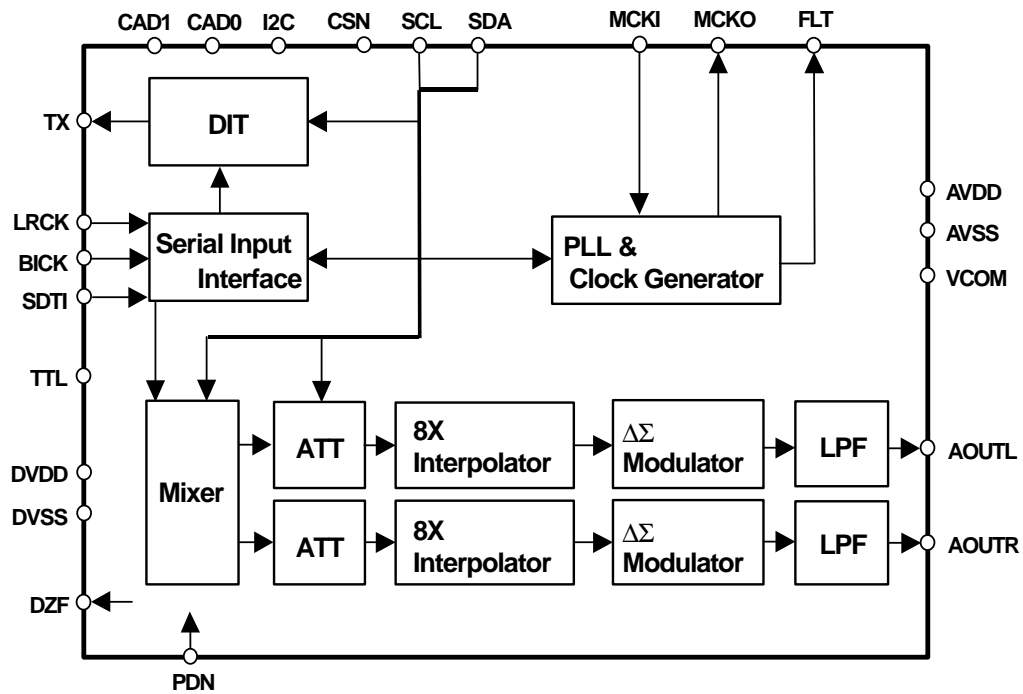 CAD1 CAD0 I2C CSN SCL SDA MCKI MCKO FLT
TX
DIT
LRCK
BICK
SDTI
Serial Input
Interface
PLL &
Clock Generator
AVDD
AVSS
VCOM
TTL
DVDD
DVSS
DZF
PDN
Mixer
ATT
8X
Interpolator
ΔΣ
Modulator
LPF
AOUTL
ATT
8X
Interpolator
ΔΣ
Modulator
LPF
AOUTR